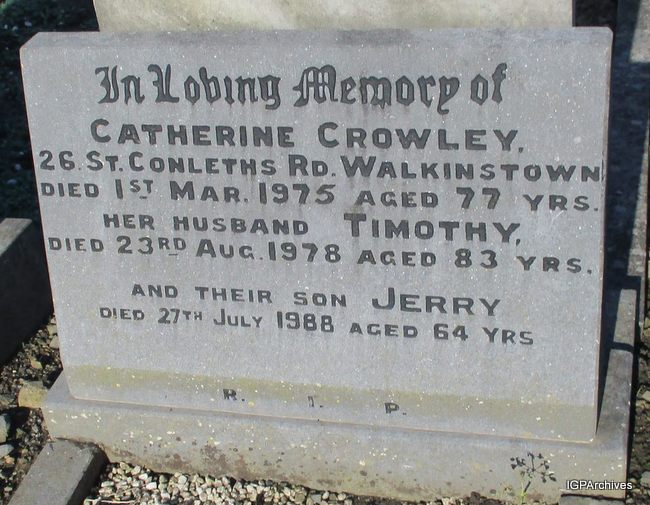 In Loving Memory of
CATHERINE CROWLEY,
26. ST. CONLETHS RD. WALKINSTOWN
DIED 1ST MAR. 1975 AGED 77 YRS.
HER HUSBAND TIMOTHY,
DIED 23RD AUG. 1978 AGED 83 YRS.
AND THEIR SON JERRY
DIED 27TH JULY 1988 AGED 64 YRS
R. I. P.
IGPArchives